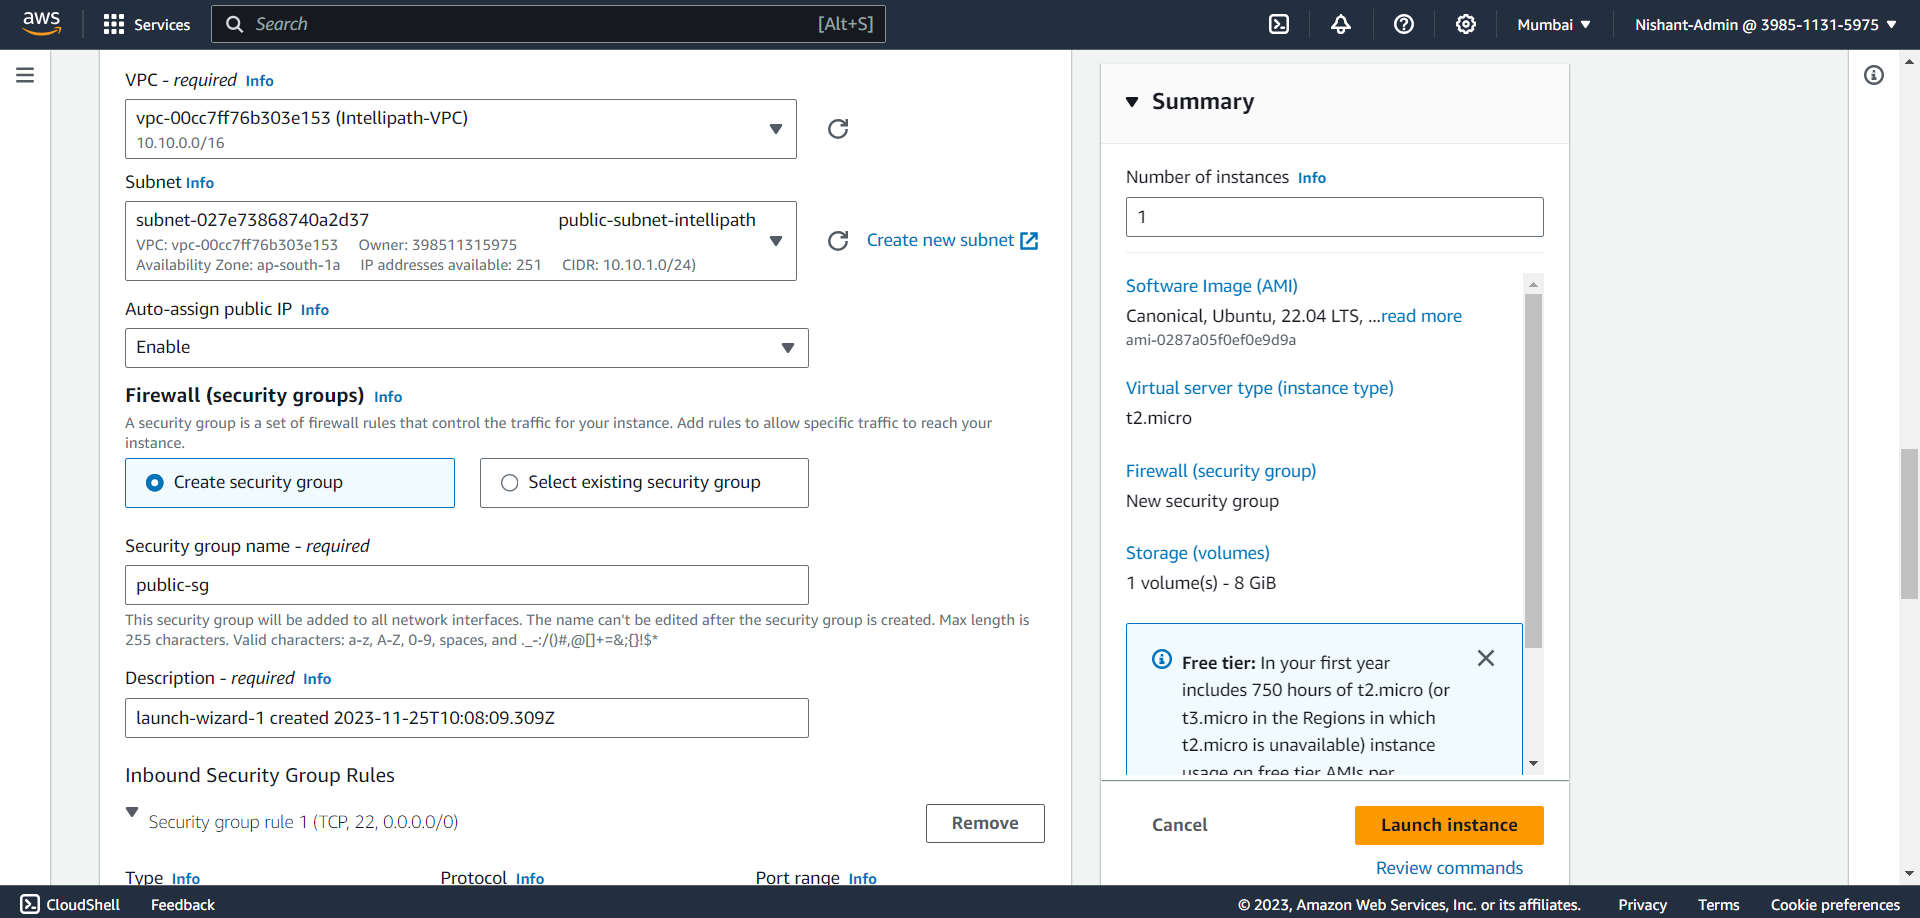 aws
Services
Search
[Alt+S]
Mumbai
Nishant-Admin @ 3985-1131-5975
VPC - required Info
vpc-00cc7ff76b303e153 (Intellipath-VPC)
10.10.0.0/16
Subnet Info
subnet-027e73868740a2d37 public-subnet-intellipath
VPC: vpc-00cc7ff76b303e153 Owner: 398511315975
Availability Zone: ap-south-1a IP addresses available: 251 CIDR: 10.10.1.0/24)
Create new subnet
Auto-assign public IP Info
Enable
Firewall (security groups) Info
A security group is a set of firewall rules that control the traffic for your instance. Add rules to allow specific traffic to reach your
instance.
Create security group
Select existing security group
Security group name - required
public-sg
This security group will be added to all network interfaces. The name can't be edited after the security group is created. Max length is
255 characters. Valid characters: a-z, A-Z, 0-9, spaces, and ._-:/()#,@[]+=&;{}!$*
Description - required Info
launch-wizard-1 created 2023-11-25T10:08:09.309Z
Inbound Security Group Rules
Security group rule 1 (TCP, 22, 0.0.0.0/0)
Remove
Type Info
Protocol Info
Port range Info
Summary
Number of instances Info
1
Software Image (AMI)
Canonical, Ubuntu, 22.04 LTS, ...read more
ami-0287a05f0ef0e9d9a
Virtual server type (instance type)
t2.micro
Firewall (security group)
New security group
Storage (volumes)
1 volume(s) - 8 GiB
Free tier: In your first year
includes 750 hours of t2.micro (or
t3.micro in the Regions in which
t2.micro is unavailable) instance
usage on free tier AMIs per
Cancel
Launch instance
Review commands
CloudShell
Feedback
© 2023, Amazon Web Services, Inc. or its affiliates.
Privacy
Terms
Cookie preferences